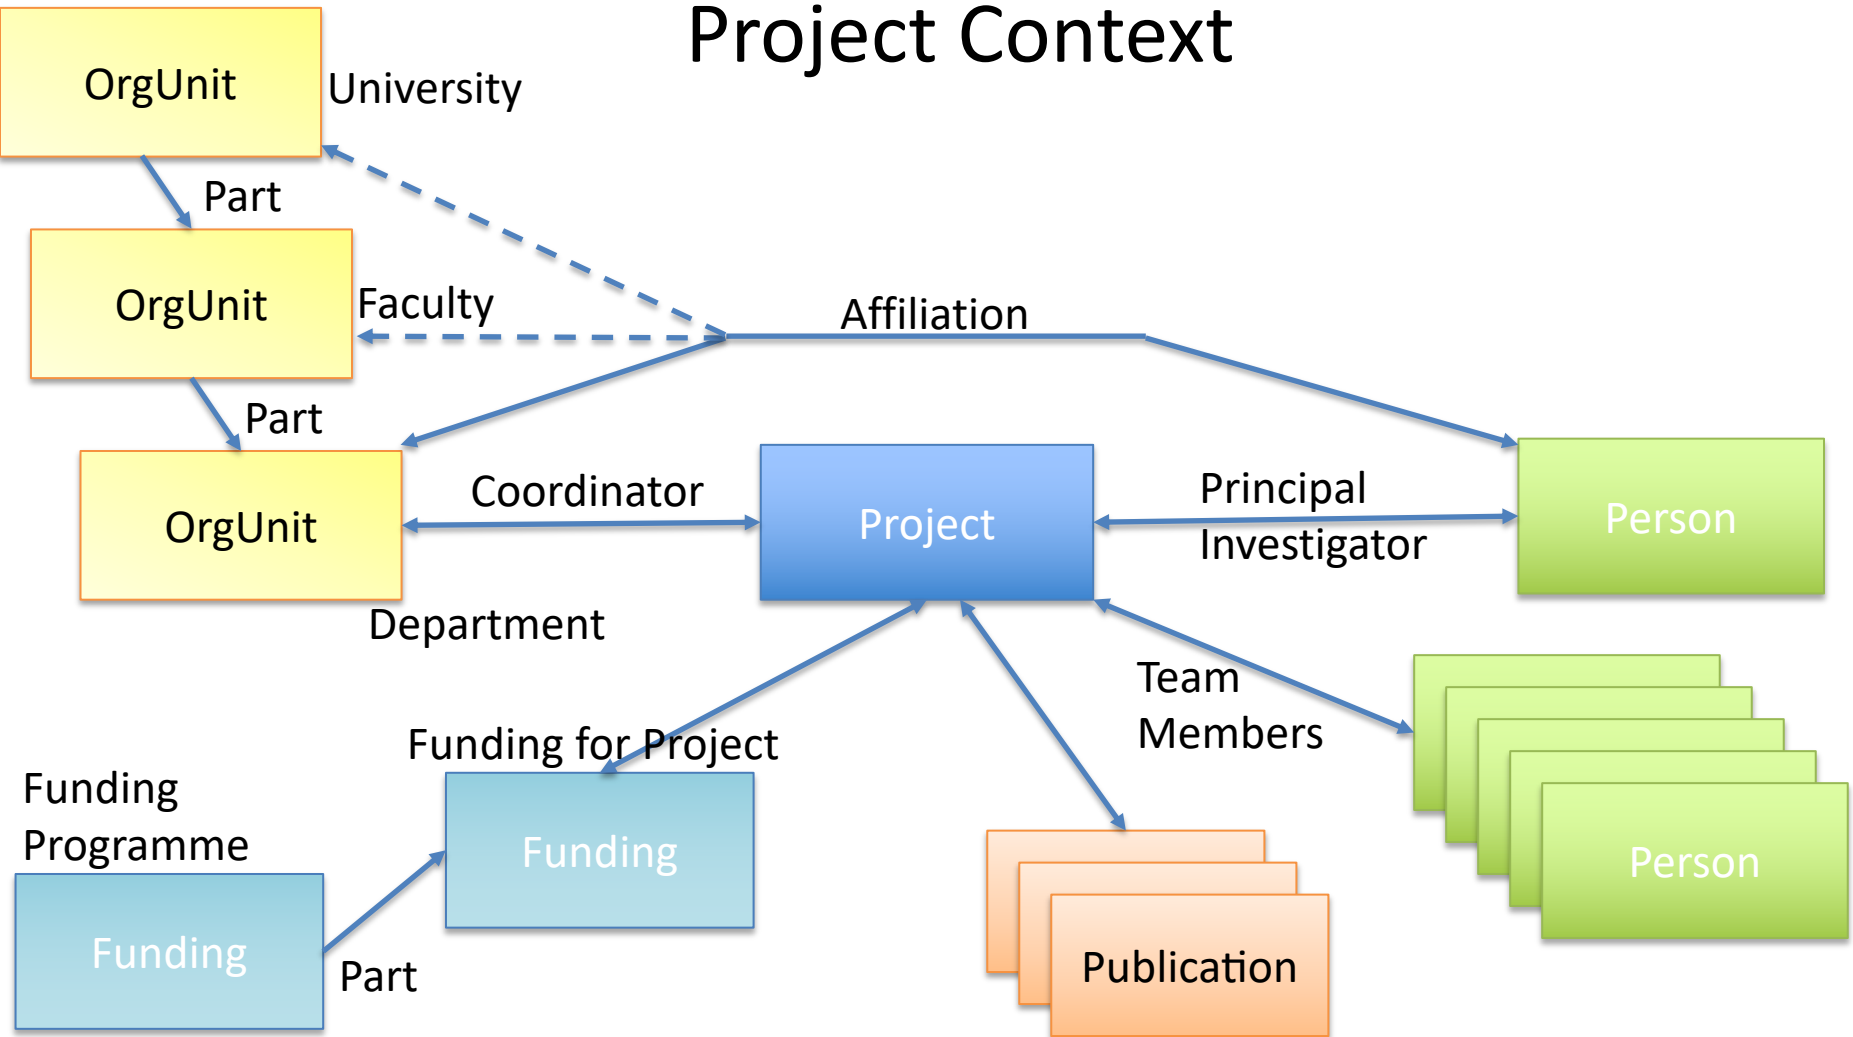 Project Context
OrgUnit
University
Part
OrgUnit
Faculty
Affiliation
Part
OrgUnit
Coordinator
Project
Principal
Investigator
Person
Department
Team
Members
Funding for Project
Funding
Programme
Funding
Person
Funding
Part
Publication